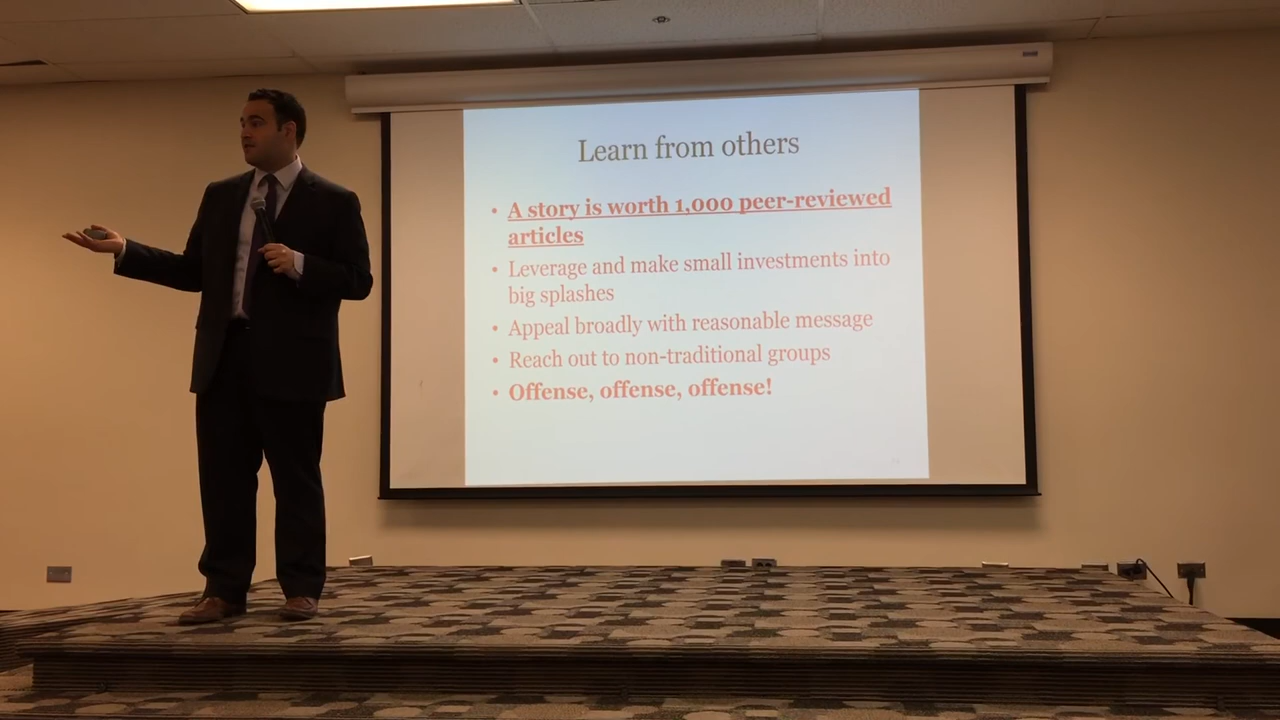 Learn from others
• A story is worth 1,000 peer-reviewed
articles
• Leverage and make small investments into
big splashes
• Appeal broadly with reasonable message
• Reach out to non-traditional groups
• Offense, offense, offense!